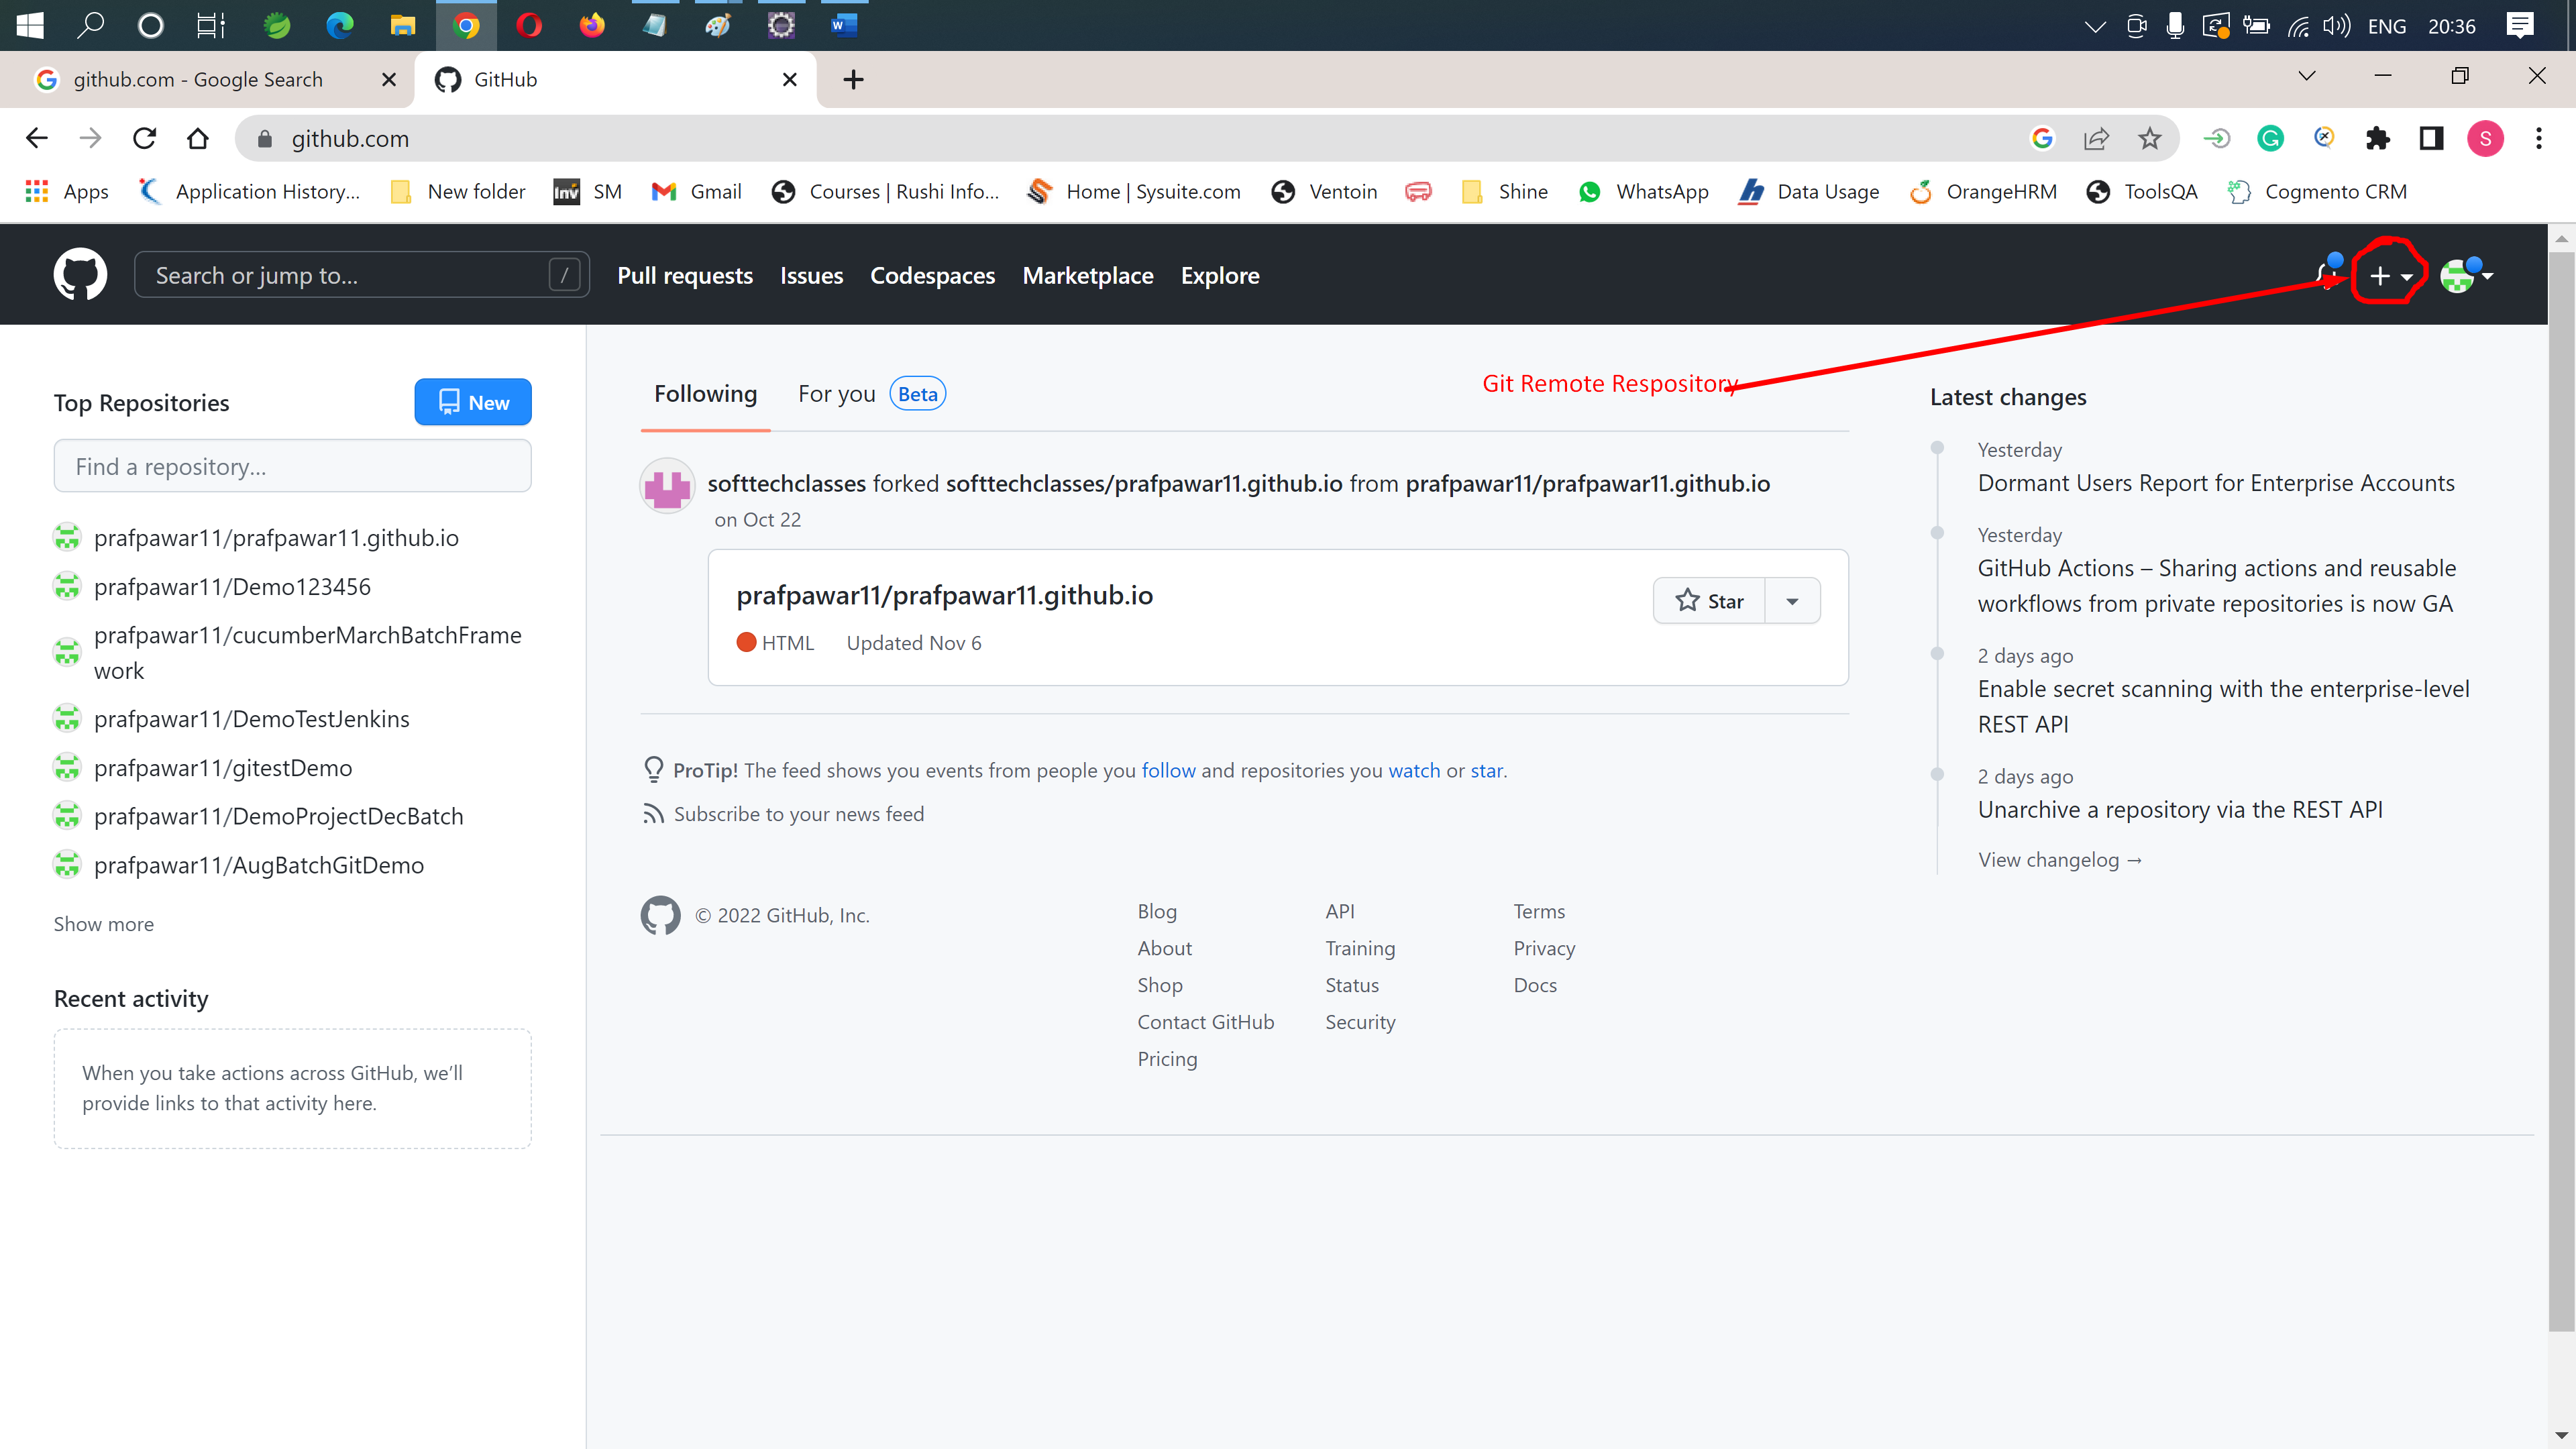 ENG 20:36
github.com - Google Search
GitHub
github.com
G
S
Apps
Application History...
New folder
Inv SM
Gmail
Courses | Rushi Info...
Home | Sysuite.com
Ventoin
Shine
WhatsApp
Data Usage
OrangeHRM
ToolsQA
Cogmento CRM
Search or jump to... /
Pull requests
Issues
Codespaces
Marketplace
Explore
Top Repositories
New
Find a repository...
prafpawar11/prafpawar11.github.io
prafpawar11/Demo123456
prafpawar11/cucumberMarchBatchFrame
work
prafpawar11/DemoTestJenkins
prafpawar11/gitestDemo
prafpawar11/DemoProjectDecBatch
prafpawar11/AugBatchGitDemo
Show more
Recent activity
When you take actions across GitHub, we’ll
provide links to that activity here.
Following
For you Beta
Git Remote Respository
softtechclasses forked softtechclasses/prafpawar11.github.io from prafpawar11/prafpawar11.github.io
on Oct 22
prafpawar11/prafpawar11.github.io
Star
HTML Updated Nov 6
ProTip! The feed shows you events from people you follow and repositories you watch or star.
Subscribe to your news feed
© 2022 GitHub, Inc.
Blog
About
Shop
Contact GitHub
Pricing
API
Training
Status
Security
Terms
Privacy
Docs
Latest changes
Yesterday
Dormant Users Report for Enterprise Accounts
Yesterday
GitHub Actions – Sharing actions and reusable
workflows from private repositories is now GA
2 days ago
Enable secret scanning with the enterprise-level
REST API
2 days ago
Unarchive a repository via the REST API
View changelog →